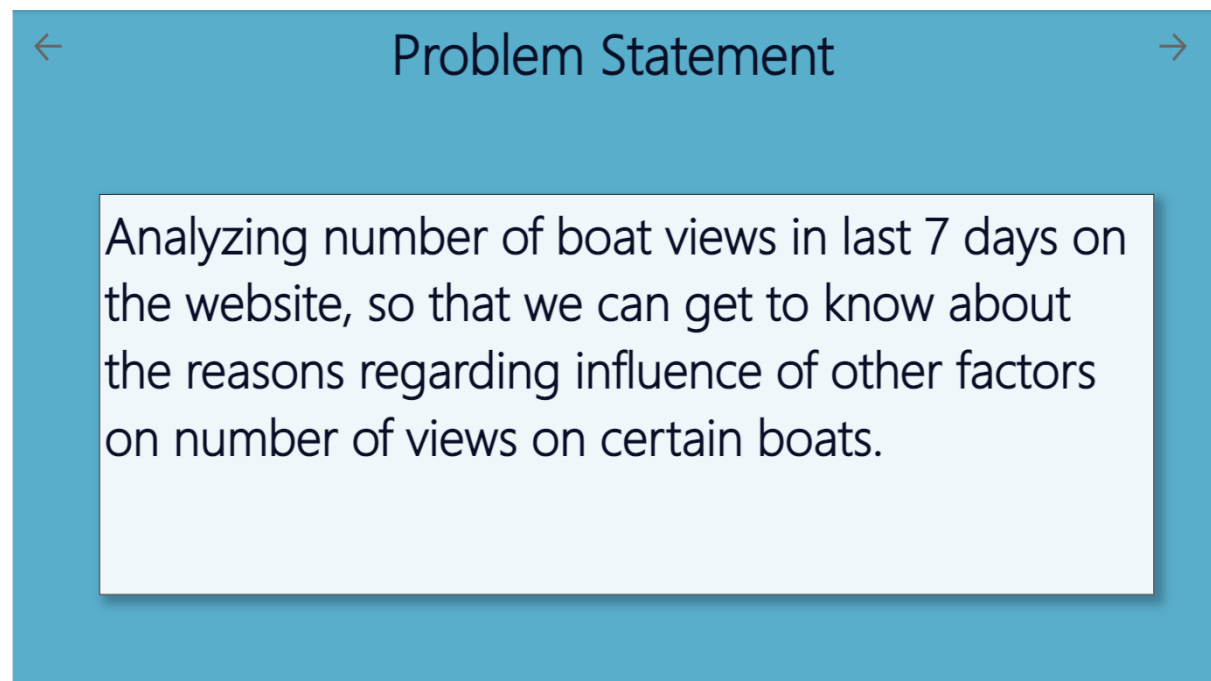 Problem Statement
Analyzing number of boat views in last 7 days on
the website, so that we can get to know about
the reasons regarding influence of other factors
on number of views on certain boats.